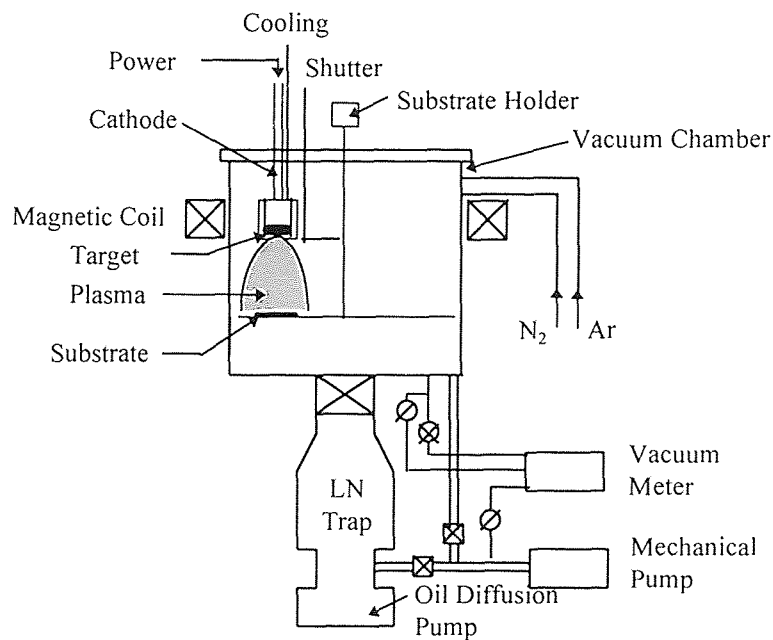 Cooling
Power
Shutter
Substrate Holder
Cathode
Vacuum Chamber
Magnetic Coil
Target
Plasma
N₂
Ar
Substrate
LN
Trap
Vacuum
Meter
Mechanical
Pump
Oil Diffusion
Pump